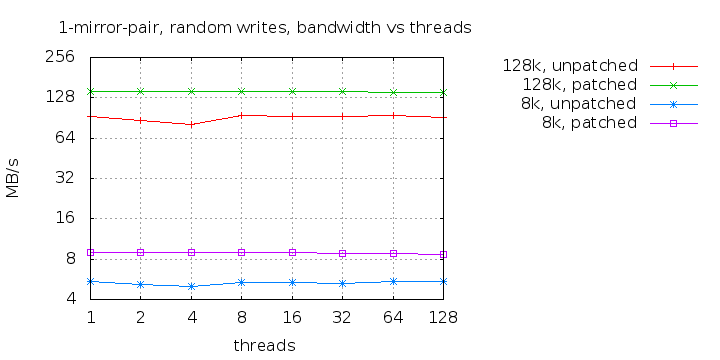 1-mirror-pair, random writes, bandwidth vs threads
256
128
64
32
16
8
4
MB/s
1 2 4 8 16 32 64 128
threads
128k, unpatched
128k, patched
8k, unpatched
8k, patched